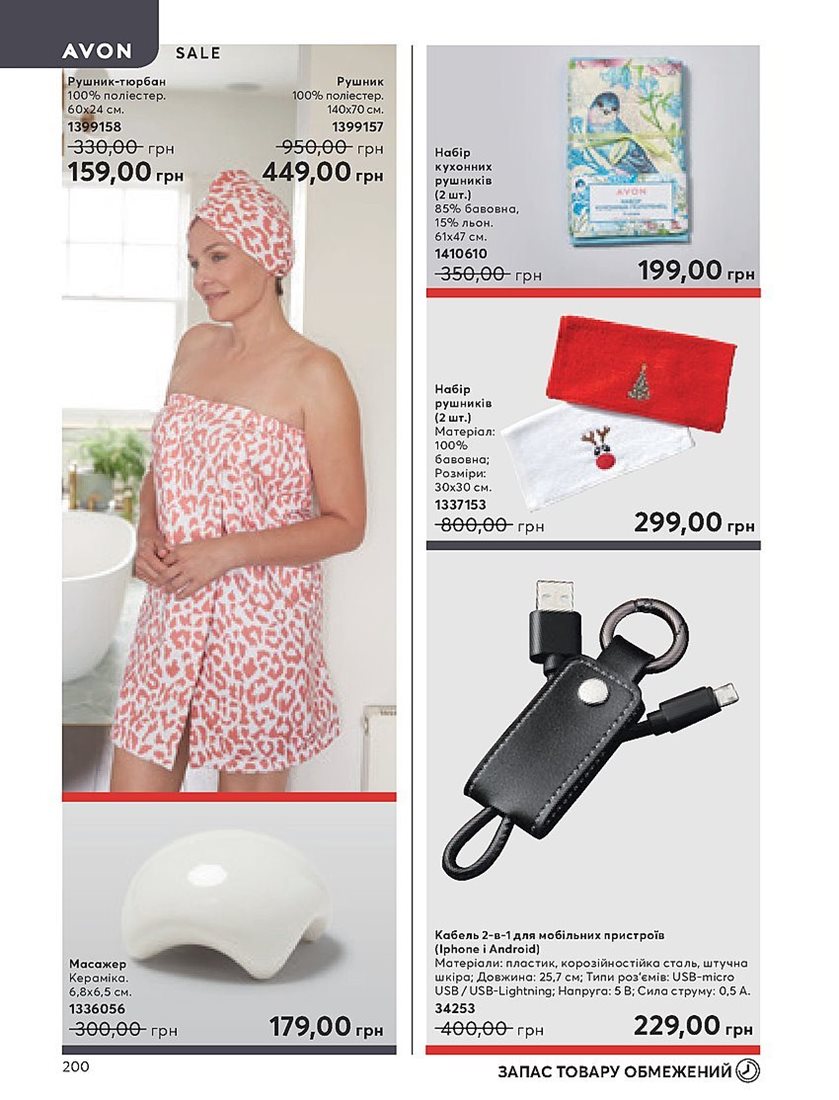 AVON
SALE
Рушник-тюрбан
100% поліестер.
60х24 см.
1399158
330,00 грн
159,00 грн
Рушник
100% поліестер.
140х70 см.
1399157
950,00 грн
449,00 грн
Масажер
Кераміка.
6,8х6,5 см.
1336056
300,00 грн
179,00 грн
Набір
кухонних
рушників
(2 шт.)
85% бавовна,
15% льон.
61х47 см.
1410610
350,00 грн
199,00 грн
AVON
Набір
рушників
(2 шт.)
Матеріал:
100%
бавовна;
Розміри:
30х30 см.
1337153
800,00 грн
299,00 грн
Кабель 2-в-1 для мобільних пристроїв
(Iphone і Android)
Матеріали: пластик, корозійностійка сталь, штучна
шкіра; Довжина: 25,7 см; Типи роз’ємів: USB-micro
USB / USB-Lightning; Напруга: 5 В; Сила струму: 0,5 А.
34253
400,00 грн
229,00 грн
200
ЗАПАС ТОВАРУ ОБМЕЖЕНИЙ